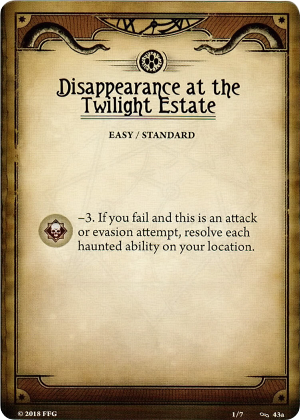 Disappearance at the
Twilight Estate
EASY / STANDARD
−3. If you fail and this is an attack
or evasion attempt, resolve each
haunted ability on your location.
© 2018 FFG
1/7
43a